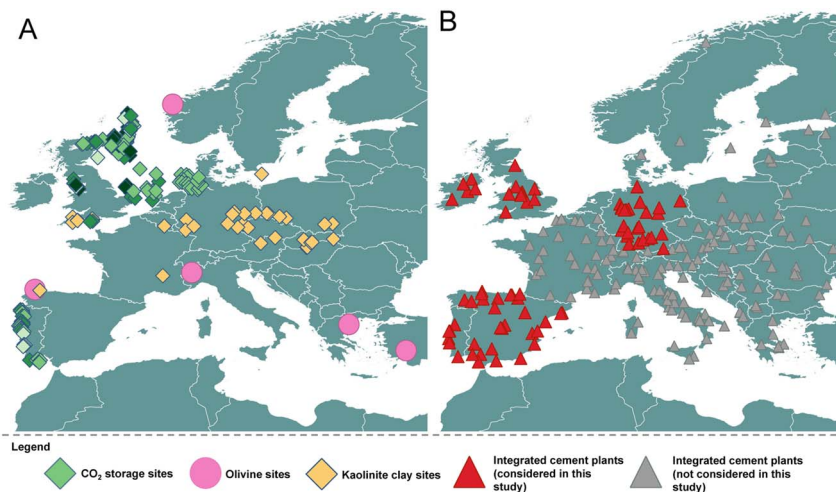 A
B
Legend
CO₂ storage sites
Olivine sites
Kaolinite clay sites
Integrated cement plants
(considered in this
study)
Integrated cement plants
(not considered in this
study)